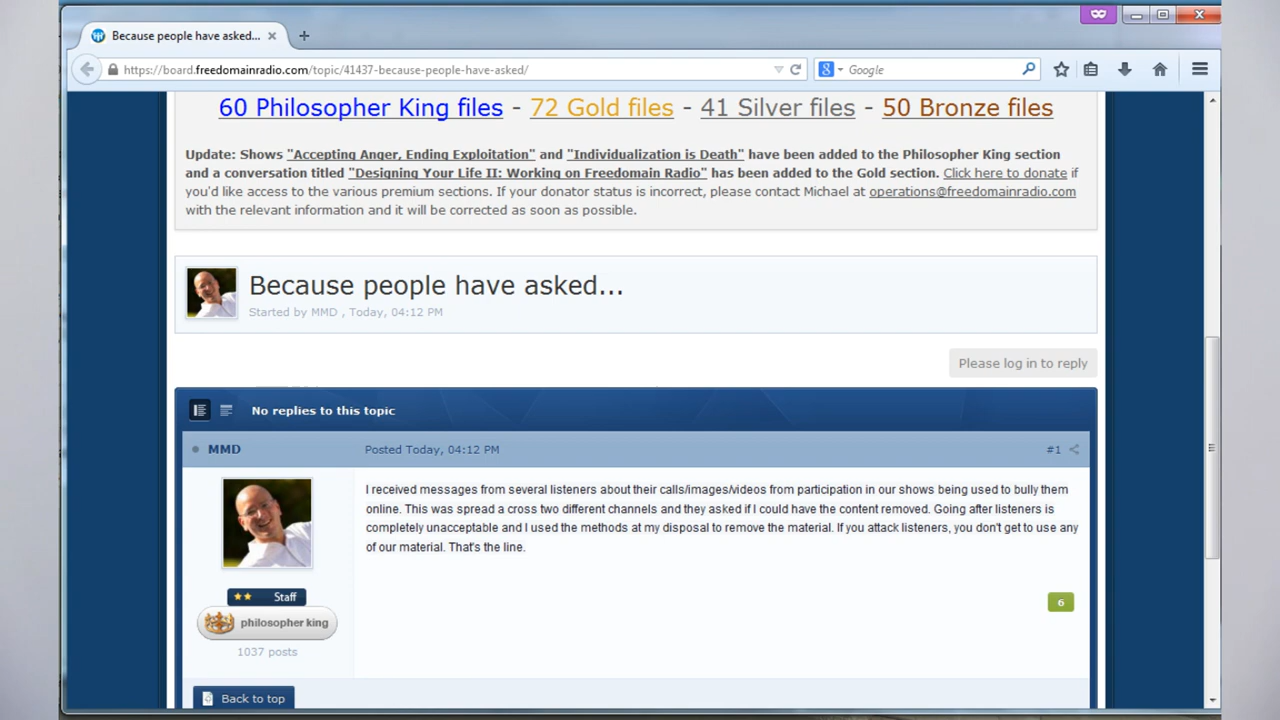 Because people have asked...
https://board.freedomainradio.com/topic/41437-because-people-have-asked/
Google
60 Philosopher King files - 72 Gold files - 41 Silver files - 50 Bronze files
Update: Shows "Accepting Anger, Ending Exploitation" and "Individualization is Death" have been added to the Philosopher King section
and a conversation titled "Designing Your Life II: Working on Freedomain Radio" has been added to the Gold section. Click here to donate if
you'd like access to the various premium sections. If your donator status is incorrect, please contact Michael at operations@freedomainradio.com
with the relevant information and it will be corrected as soon as possible.
Because people have asked...
Started by MMD , Today, 04:12 PM
Please log in to reply
No replies to this topic
MMD
Posted Today, 04:12 PM
#1
I received messages from several listeners about their calls/images/videos from participation in our shows being used to bully them
online. This was spread a cross two different channels and they asked if I could have the content removed. Going after listeners is
completely unacceptable and I used the methods at my disposal to remove the material. If you attack listeners, you don't get to use any
of our material. That's the line.
Staff
6
philosopher king
1037 posts
Back to top